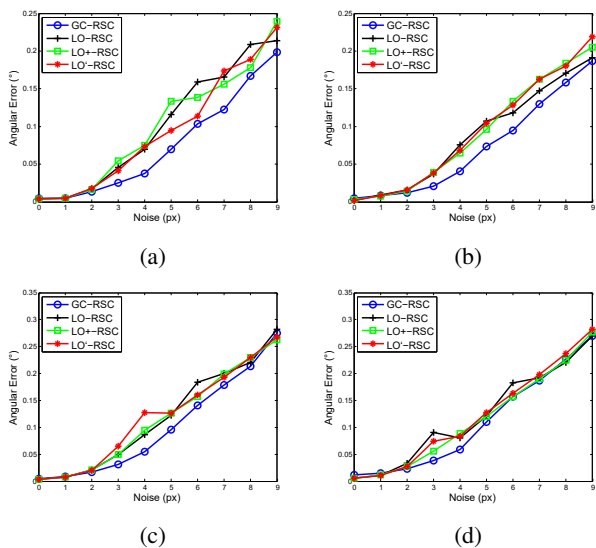 GC-RSC
LO-RSC
LO+-RSC
LO'-RSC
Angular Error (°)
0.25
0.2
0.15
0.1
0.05
0
0 1 2 3 4 5 6 7 8 9
Noise (px)
(a)
GC-RSC
LO-RSC
LO+-RSC
LO'-RSC
Angular Error (°)
0.25
0.2
0.15
0.1
0.05
0
0 1 2 3 4 5 6 7 8 9
Noise (px)
(b)
GC-RSC
LO-RSC
LO+-RSC
LO'-RSC
Angular Error (°)
0.35
0.3
0.25
0.2
0.15
0.1
0.05
0
0 1 2 3 4 5 6 7 8 9
Noise (px)
(c)
GC-RSC
LO-RSC
LO+-RSC
LO'-RSC
Angular Error (°)
0.35
0.3
0.25
0.2
0.15
0.1
0.05
0
0 1 2 3 4 5 6 7 8 9
Noise (px)
(d)